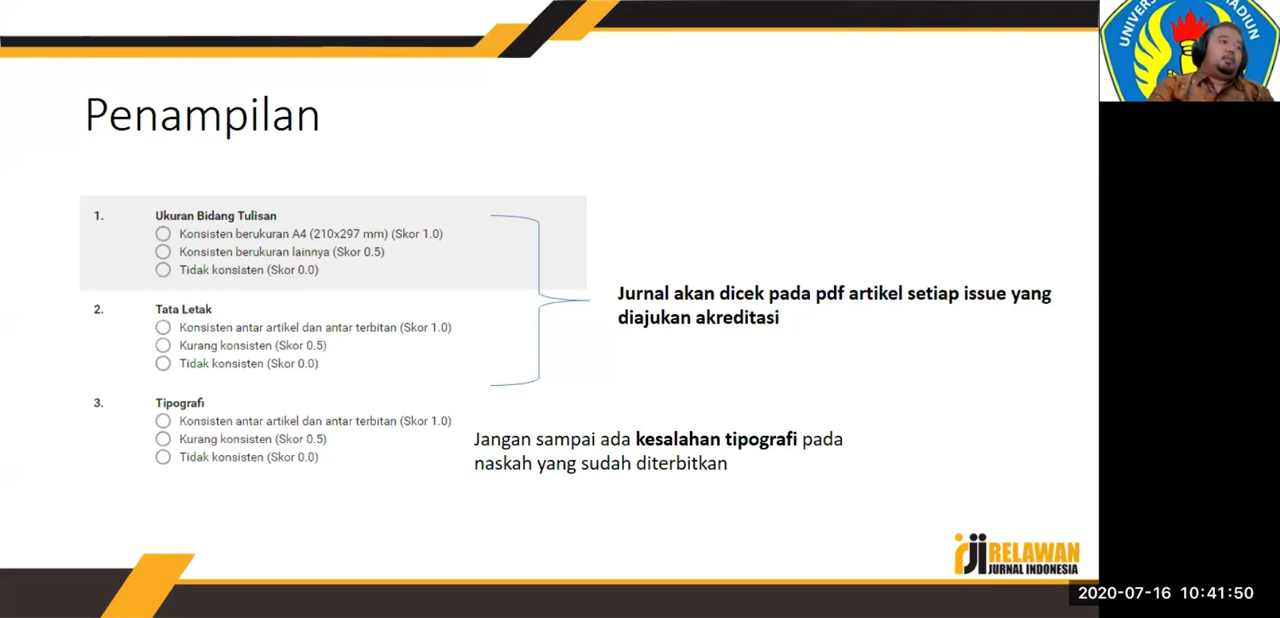 UNIVERS
ADIUN
Penampilan
1. Ukuran Bidang Tulisan
Konsisten berukuran A4 (210x297 mm) (Skor 1.0)
Konsisten berukuran lainnya (Skor 0.5)
Tidak konsisten (Skor 0.0)
2. Tata Letak
Konsisten antar artikel dan antar terbitan (Skor 1.0)
Kurang konsisten (Skor 0.5)
Tidak konsisten (Skor 0.0)
Jurnal akan dicek pada pdf artikel setiap issue yang
diajukan akreditasi
3. Tipografi
Konsisten antar artikel dan antar terbitan (Skor 1.0)
Kurang konsisten (Skor 0.5)
Tidak konsisten (Skor 0.0)
Jangan sampai ada kesalahan tipografi pada
naskah yang sudah diterbitkan
rji RELAWAN
JURNAL INDONESIA
2020-07-16 10:41:50